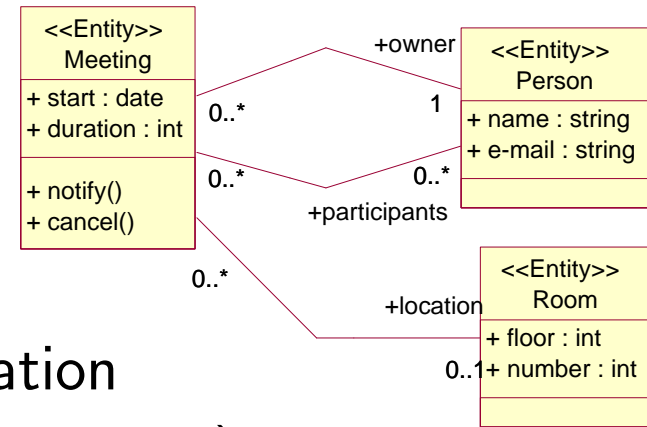 <<Entity>>
Meeting
+ start : date
+ duration : int
+ notify()
+ cancel()
0..*
+owner
1
0..*
0..*
+participants
<<Entity>>
Person
+ name : string
+ e-mail : string
0..*
+location
0..1
<<Entity>>
Room
+ floor : int
+ number : int
ation
)